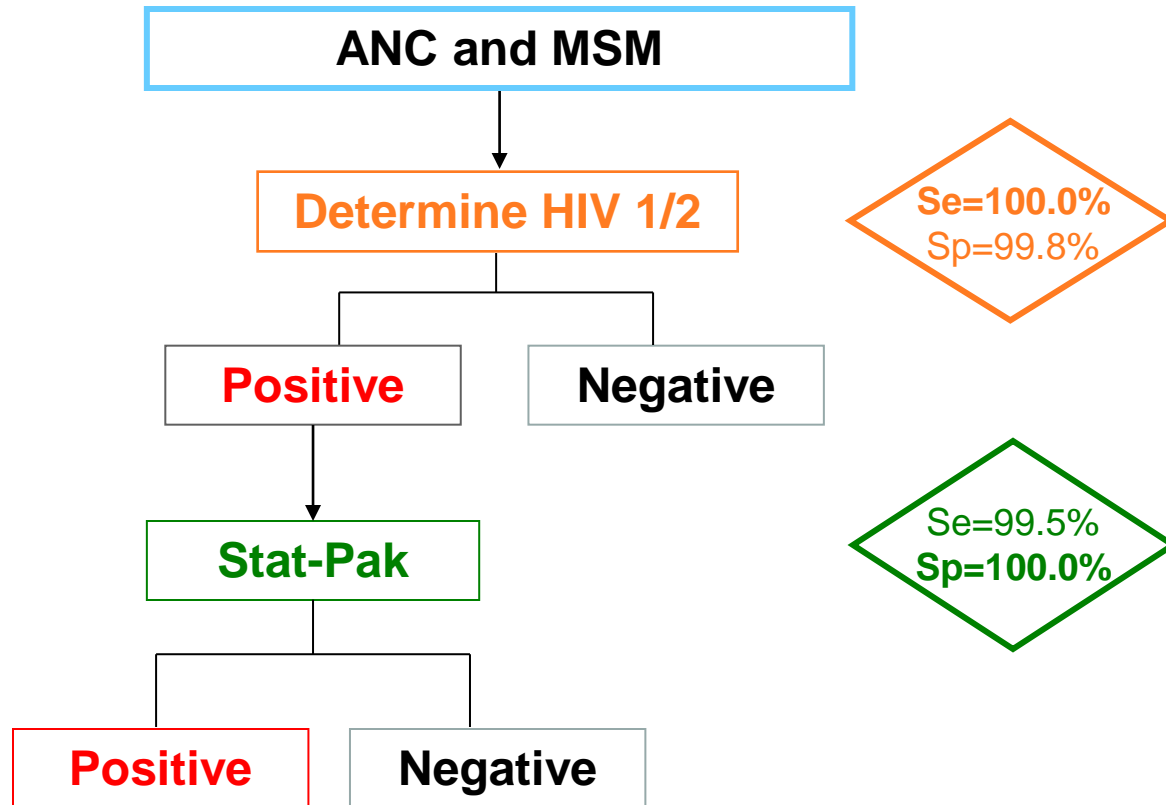 ANC and MSM
Determine HIV 1/2
Se=100.0%
Sp=99.8%
Positive
Negative
Stat-Pak
Se=99.5%
Sp=100.0%
Positive
Negative